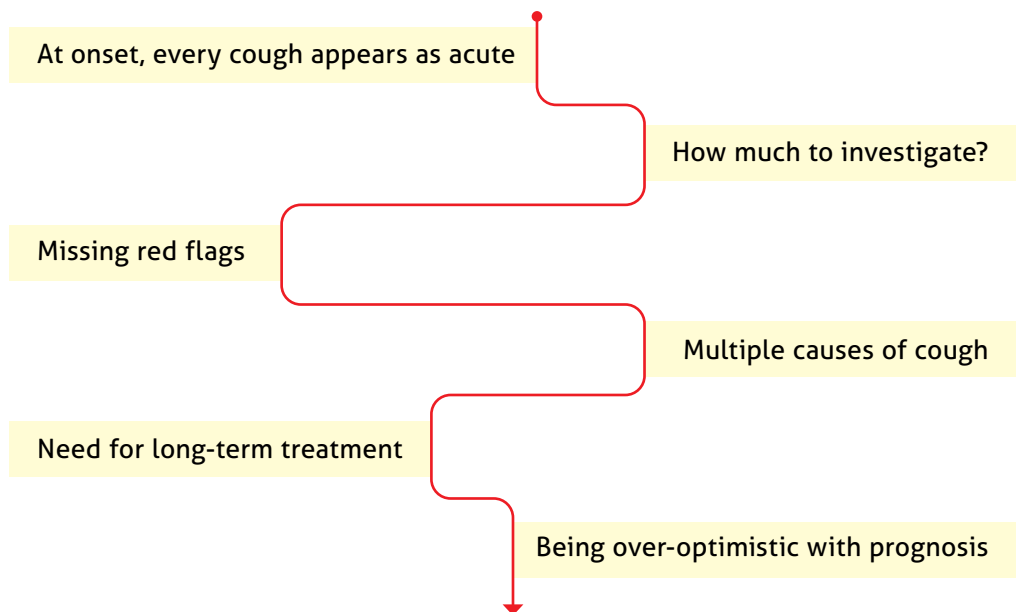 At onset, every cough appears as acute
How much to investigate?
Missing red flags
Multiple causes of cough
Need for long-term treatment
Being over-optimistic with prognosis